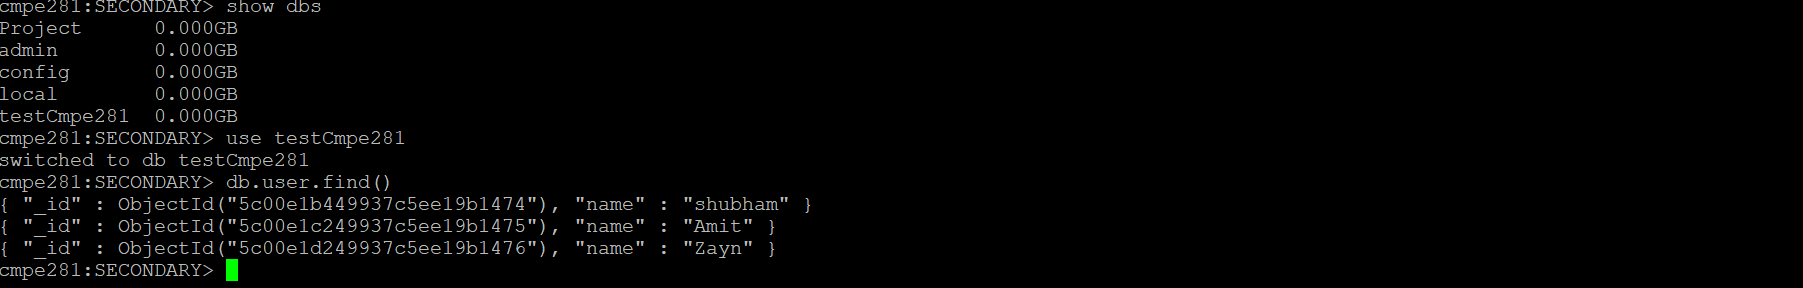 cmpe281:SECONDARY> show dbs
Project      0.000GB
admin        0.000GB
config       0.000GB
local        0.000GB
testCmpe281  0.000GB
cmpe281:SECONDARY> use testCmpe281
switched to db testCmpe281
cmpe281:SECONDARY> db.user.find()
{ "_id" : ObjectId("5c00e1b449937c5ee19b1474"), "name" : "shubham" }
{ "_id" : ObjectId("5c00e1c249937c5ee19b1475"), "name" : "Amit" }
{ "_id" : ObjectId("5c00e1d249937c5ee19b1476"), "name" : "Zayn" }
cmpe281:SECONDARY>